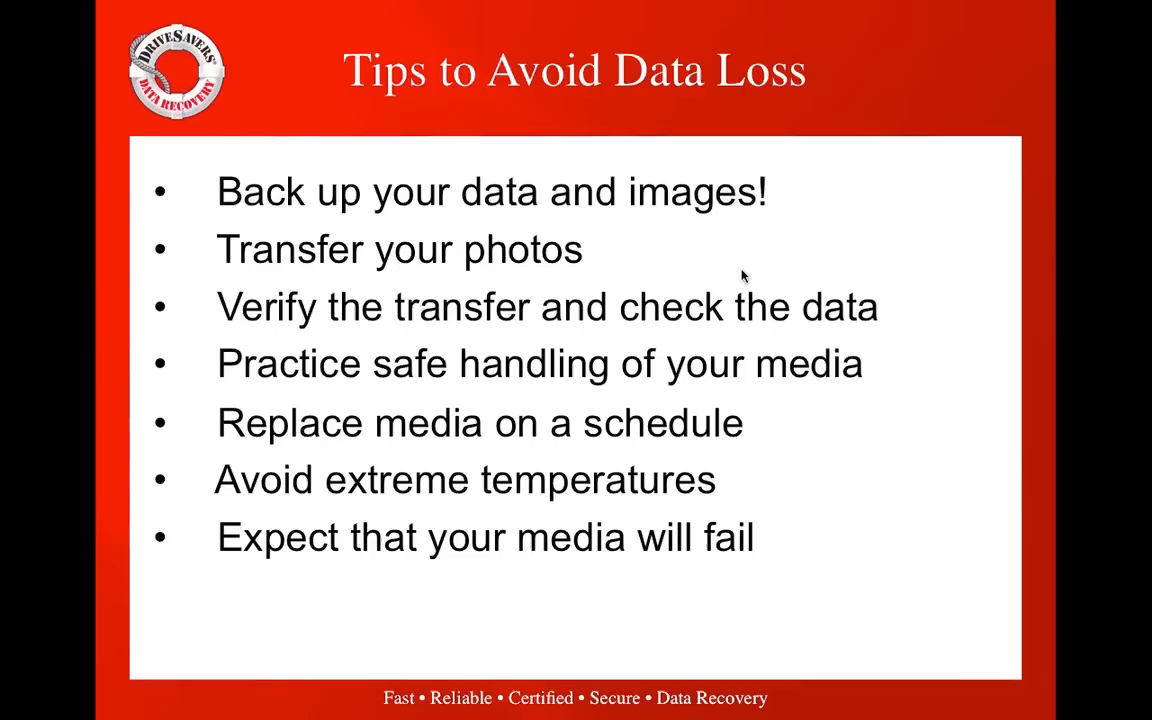 DRIVESAVERS
DATA RECOVERY
Tips to Avoid Data Loss
• Back up your data and images!
• Transfer your photos
• Verify the transfer and check the data
• Practice safe handling of your media
• Replace media on a schedule
• Avoid extreme temperatures
• Expect that your media will fail
Fast • Reliable • Certified • Secure • Data Recovery